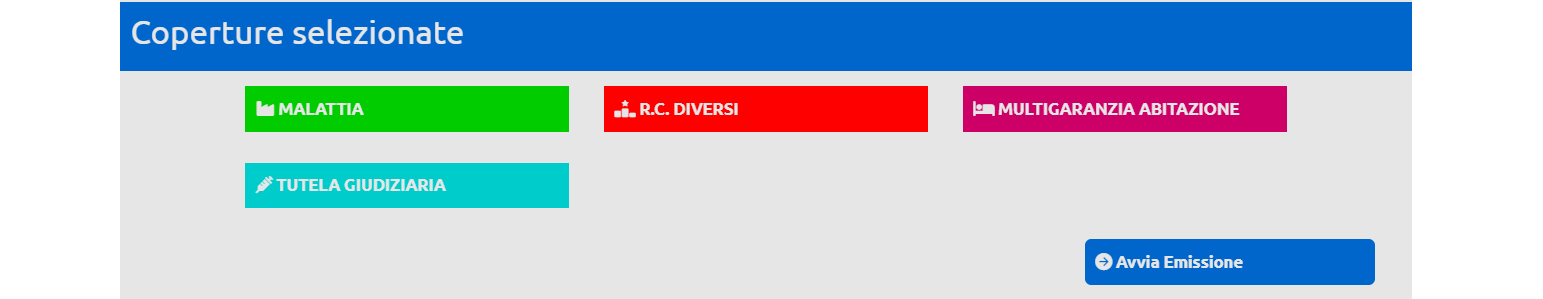 Coperture selezionate
MALATTIA
R.C. DIVERSI
MULTIGARANZIA ABITAZIONE
TUTELA GIUDIZIARIA
Avvia Emissione